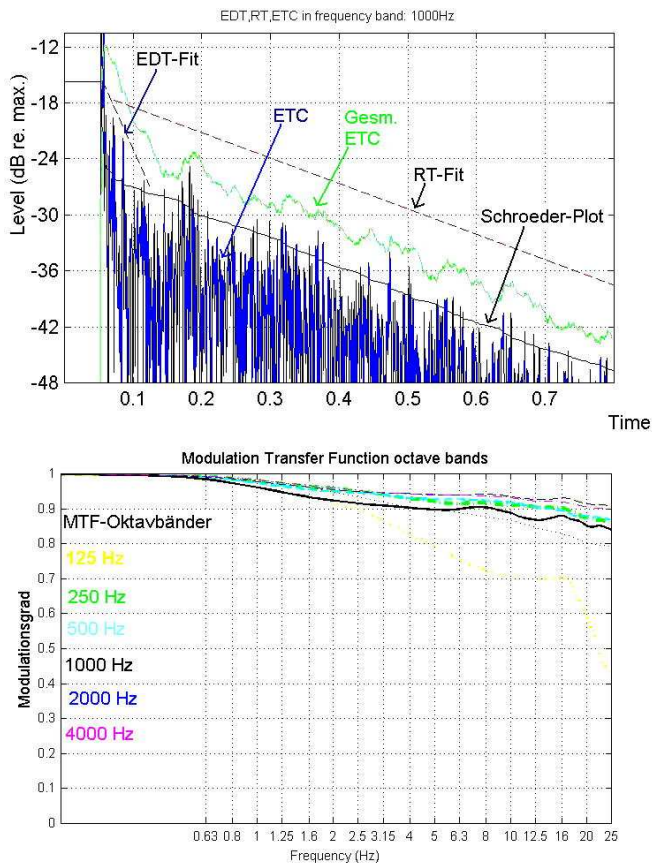 EDT,RT,ETC in frequency band: 1000Hz
Level (dB re. max.)
-12
-18
-24
-30
-36
-42
-48
EDT-Fit
ETC
Gesm.
ETC
RT-Fit
Schroeder-Plot
0.1 0.2 0.3 0.4 0.5 0.6 0.7
Time
Modulation Transfer Function octave bands
Modulationsgrad
1
0.9
0.8
0.7
0.6
0.5
0.4
0.3
0.2
0.1
0
MTF-Oktavbänder
125 Hz
250 Hz
500 Hz
1000 Hz
2000 Hz
4000 Hz
0.63 0.8 1 1.25 1.6 2 2.5 3.15 4 5 6.3 8 10 12.5 16 20 25
Frequency (Hz)